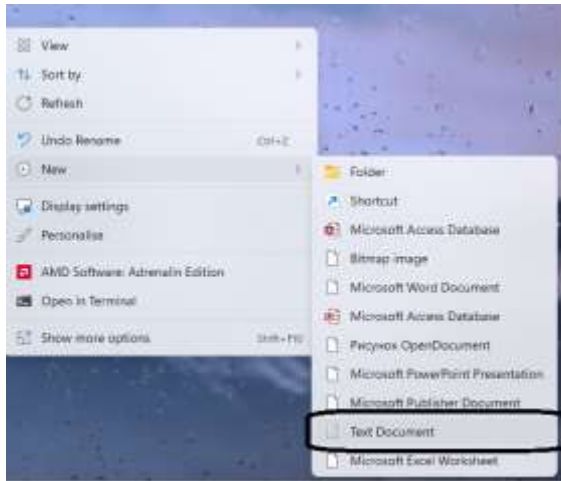 View
Sort by
Refresh
Undo Rename Ctrl+Z
New
Display settings
Personalise
AMD Software: Adrenalin Edition
Open in Terminal
Show more options Shift+F10
Folder
Shortcut
Microsoft Access Database
Bitmap image
Microsoft Word Document
Microsoft Access Database
Рисунок OpenDocument
Microsoft PowerPoint Presentation
Microsoft Publisher Document
Text Document
Microsoft Excel Worksheet